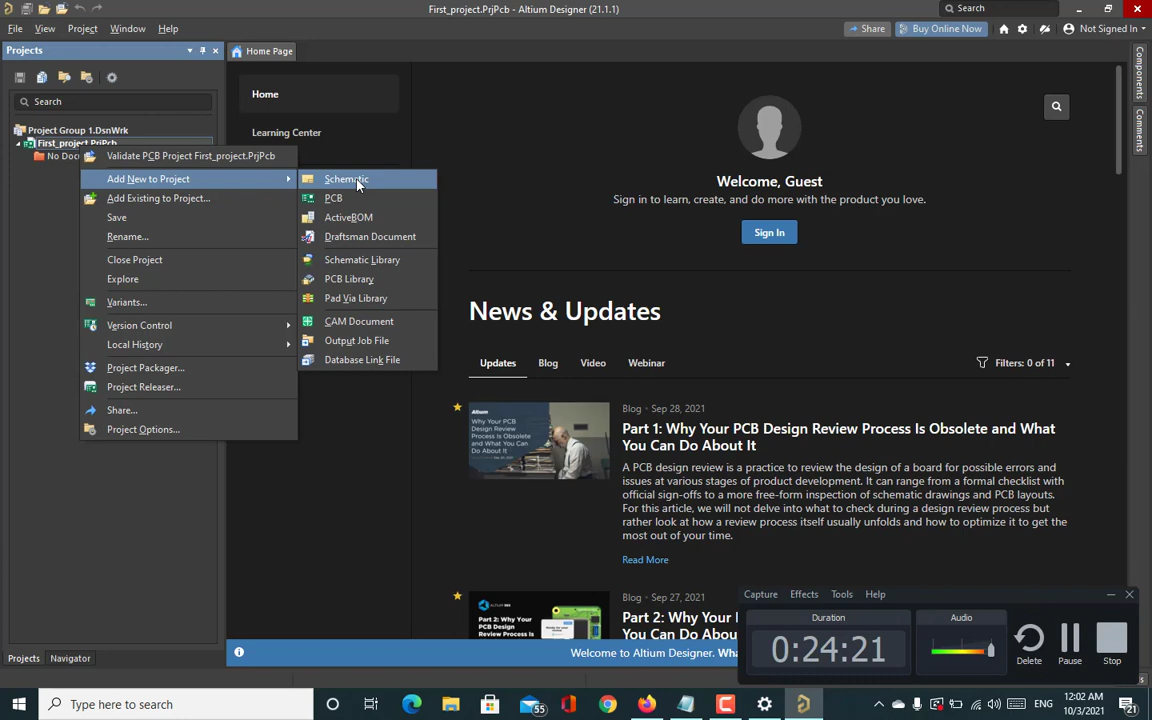 First_project.PrjPcb - Altium Designer (21.1.1)
Search
File
View
Project
Window
Help
Share
Buy Online Now
Not Signed In
Projects
Home Page
Search
Project Group 1.DsnWrk
First_project.PrjPcb
No Doc
Validate PCB Project First_project.PrjPcb
Add New to Project
Add Existing to Project...
Save
Rename...
Close Project
Explore
Variants...
Version Control
Local History
Project Packager...
Project Releaser...
Share...
Project Options...
Schematic
PCB
ActiveBOM
Draftsman Document
Schematic Library
PCB Library
Pad Via Library
CAM Document
Output Job File
Database Link File
Home
Learning Center
Welcome, Guest
Sign in to learn, create, and do more with the product you love.
Sign In
News & Updates
Updates
Blog
Video
Webinar
Filters: 0 of 11
Blog • Sep 28, 2021
Part 1: Why Your PCB Design Review Process Is Obsolete and What
You Can Do About It
A PCB design review is a practice to review the design of a board for possible errors and
issues at various stages of product development. It can range from a formal checklist with
official sign-offs to a more free-form inspection of schematic drawings and PCB layouts.
For this article, we will not delve into what to check during a design review process but
rather look at how a review process itself usually unfolds and how to optimize it to get the
most out of your time.
Read More
Blog • Sep 27, 2021
Part 2: Why Your P
You Can Do About
Welcome to Altium Designer. Wha
Components
Comments
Projects
Navigator
Capture
Effects
Tools
Help
Duration
0:24:21
Audio
Delete
Pause
Stop
Type here to search
55
12:02 AM
10/3/2021
21